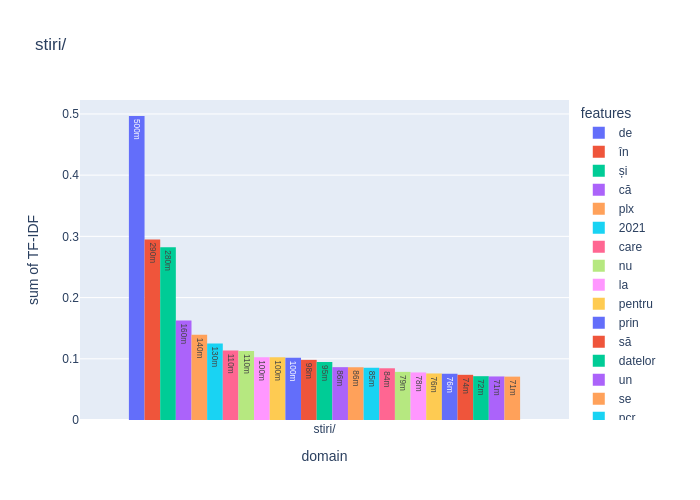 stiri/
sum of TF-IDF
0.5
0.4
0.3
0.2
0.1
0
500m
290m
280m
160m
140m
130m
110m
110m
100m
100m
100m
98m
95m
86m
86m
85m
84m
79m
78m
76m
76m
74m
72m
71m
71m
stiri/
domain
features
de
în
și
că
plx
2021
care
nu
la
pentru
prin
să
datelor
un
se